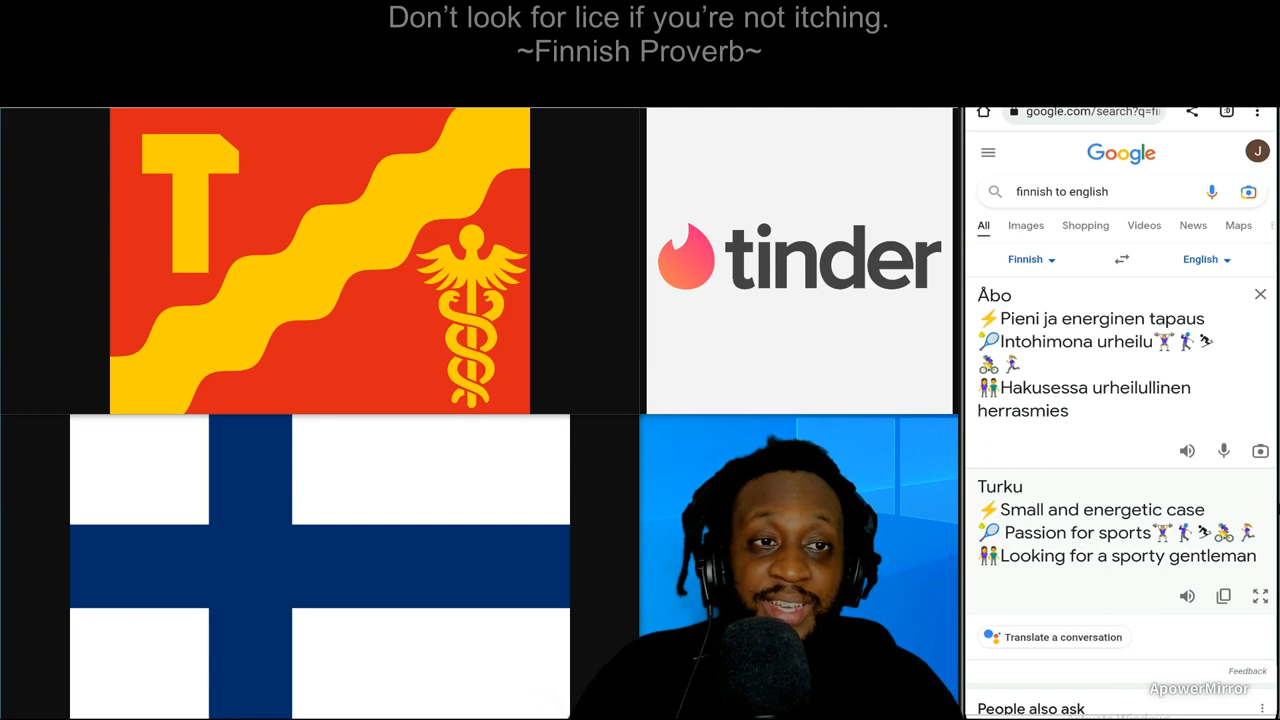 Don’t look for lice if you’re not itching.
~Finnish Proverb~
T
tinder
google.com/search?q=fi
Google
J
finnish to english
All Images Shopping Videos News Maps
Finnish English
Åbo
⚡Pieni ja energinen tapaus
🎾Intohimona urheilu🏋️‍♀️🏌️‍♀️⛷
🚴‍♀️🏃‍♀️
👫Hakusessa urheilullinen
herrasmies
Turku
⚡Small and energetic case
🎾 Passion for sports🏋️‍♀️🏌️‍♀️⛷🚴‍♀️🏃‍♀️
👫Looking for a sporty gentleman
Translate a conversation
Feedback
ApowerMirror
People also ask